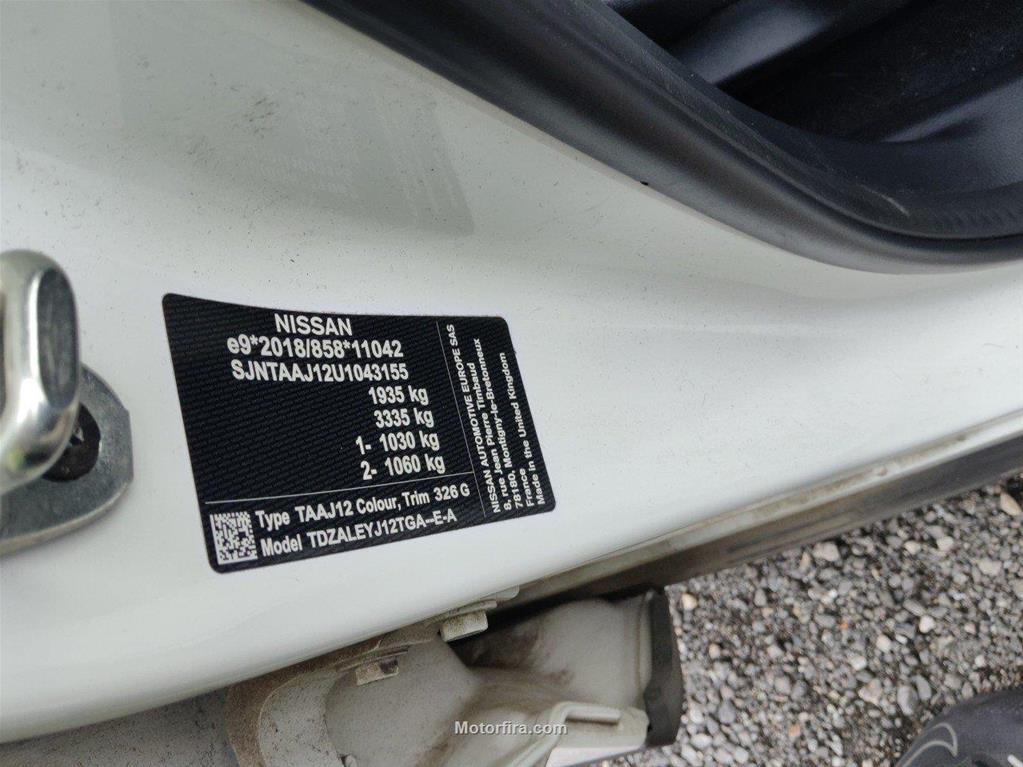 NISSAN
e9*2018/858*11042
SJNTAAJ12U1043155
1935 kg
3335 kg
1- 1030 kg
2- 1060 kg
Type TAAJ12 Colour,Trim 326 G
Model TDZALEYJ12TGA--E-A
NISSAN AUTOMOTIVE EUROPE SAS
8, rue Jean Pierre Timbaud
78180, Montigny-le-Bretonneux
France
Made in the United Kingdom
Motorfira.com